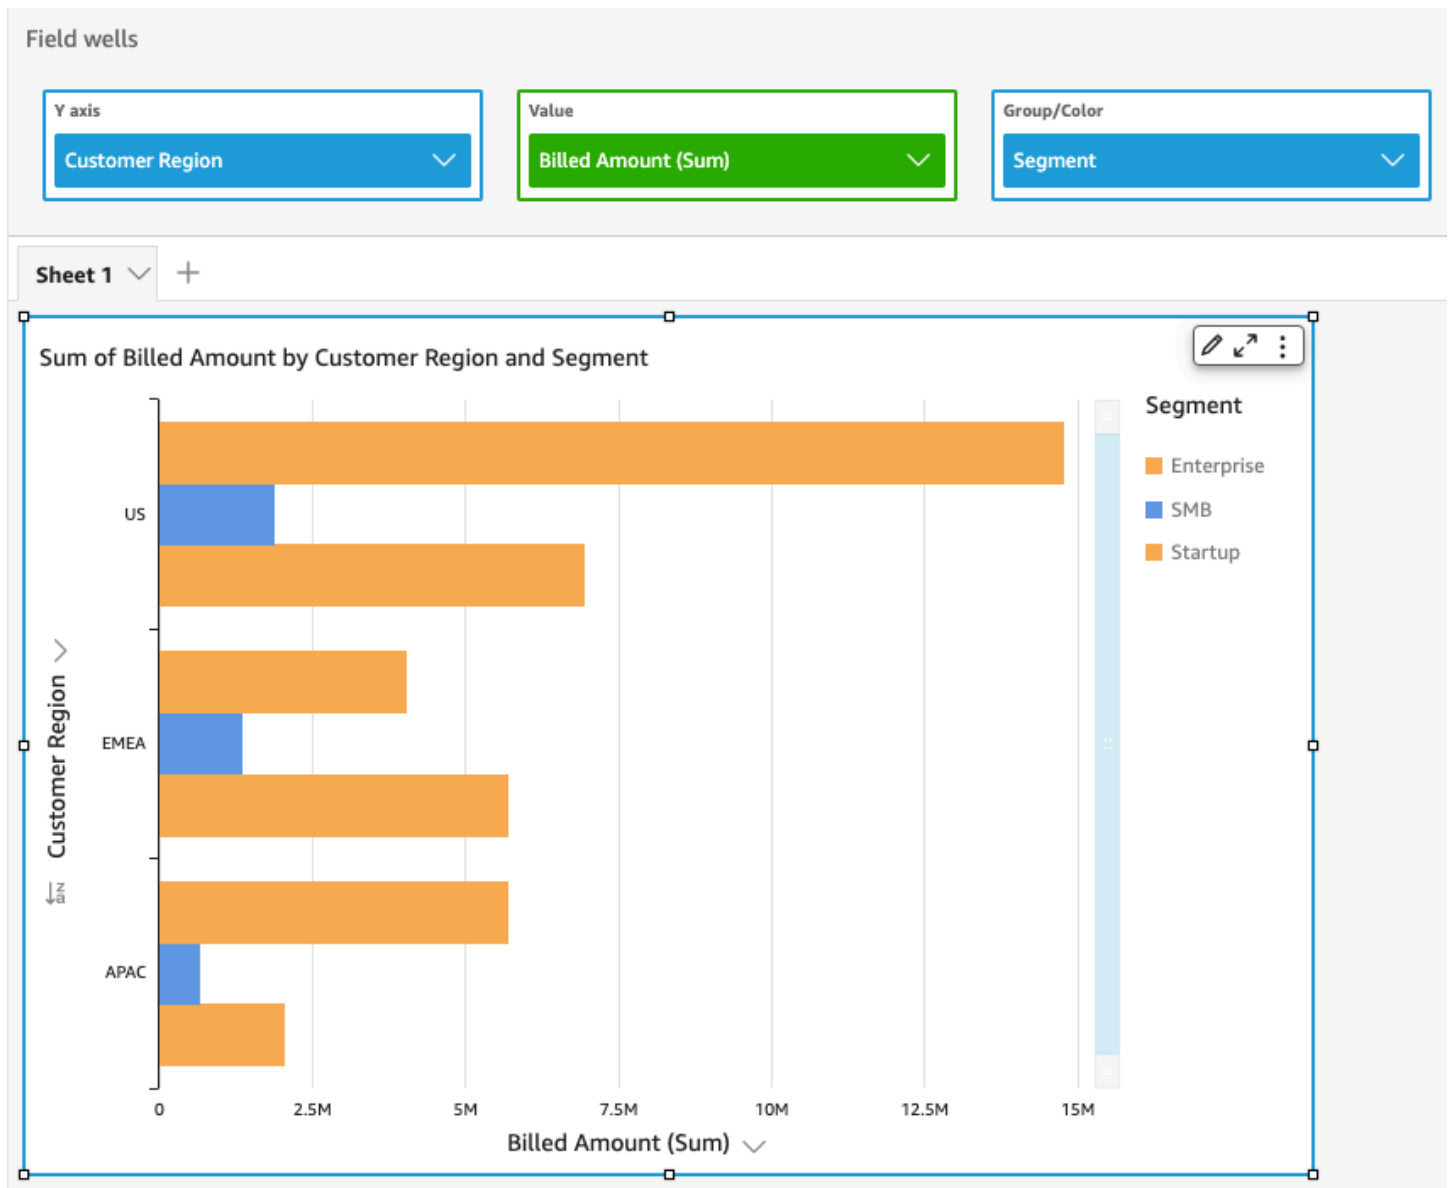 Field wells
Y axis
Value
Group/Color
Customer Region
Billed Amount (Sum)
Segment
Sheet 1
Sum of Billed Amount by Customer Region and Segment
Segment
Enterprise
SMB
Startup
US
EMEA
APAC
Customer Region
0
2.5M
5M
7.5M
10M
12.5M
15M
Billed Amount (Sum)